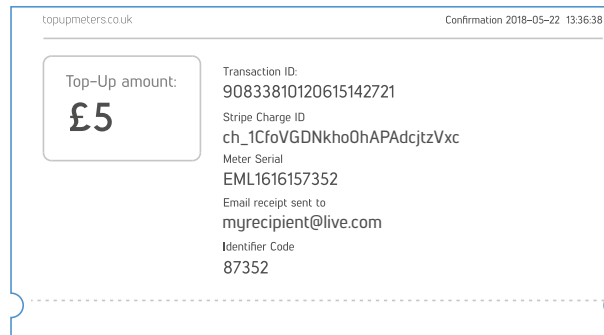 topupmeters.co.uk
Confirmation 2018-05-22 13:36:38
Top-Up amount:
£5
Transaction ID:
90833810120615142721
Stripe Charge ID
ch_1CfoVGDNkho0hAPAdcjtzVxc
Meter Serial
EML1616157352
Email receipt sent to
myrecipient@live.com
Identifier Code
87352